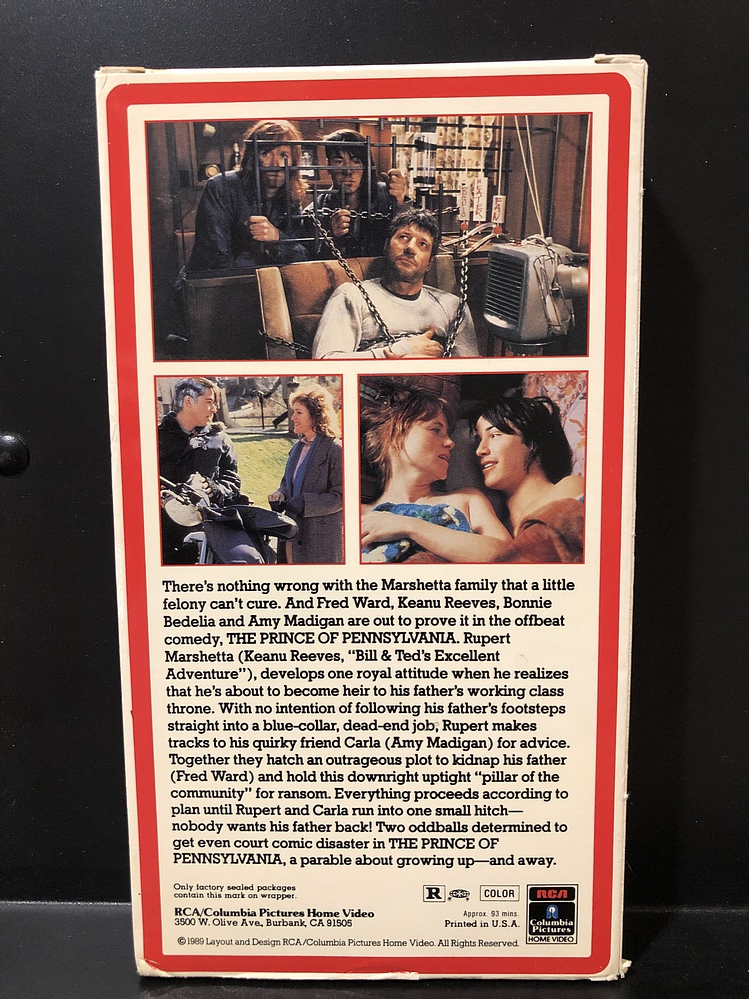 FAN
There's nothing wrong with the Marshetta family that a little
felony can't cure. And Fred Ward, Keanu Reeves, Bonnie
Bedelia and Amy Madigan are out to prove it in the offbeat
comedy, THE PRINCE OF PENNSYLVANIA. Rupert
Marshetta (Keanu Reeves, “Bill & Ted's Excellent
Adventure”), develops one royal attitude when he realizes
that he's about to become heir to his father's working class
throne. With no intention of following his father's footsteps
straight into a blue-collar, dead-end job, Rupert makes
tracks to his quirky friend Carla (Amy Madigan) for advice.
Together they hatch an outrageous plot to kidnap his father
(Fred Ward) and hold this downright uptight “pillar of the
community” for ransom. Everything proceeds according to
plan until Rupert and Carla run into one small hitch—
nobody wants his father back! Two oddballs determined to
get even court comic disaster in THE PRINCE OF
PENNSYLVANIA, a parable about growing up—and away.
Only factory sealed packages
contain this mark on wrapper.
R COLOR
RCA/Columbia Pictures Home Video
3500 W. Olive Ave., Burbank, CA 91505
Approx. 93 mins.
Printed in U.S.A.
©1989 Layout and Design RCA/Columbia Pictures Home Video. All Rights Reserved.
RCA
Columbia
Pictures
HOME VIDEO